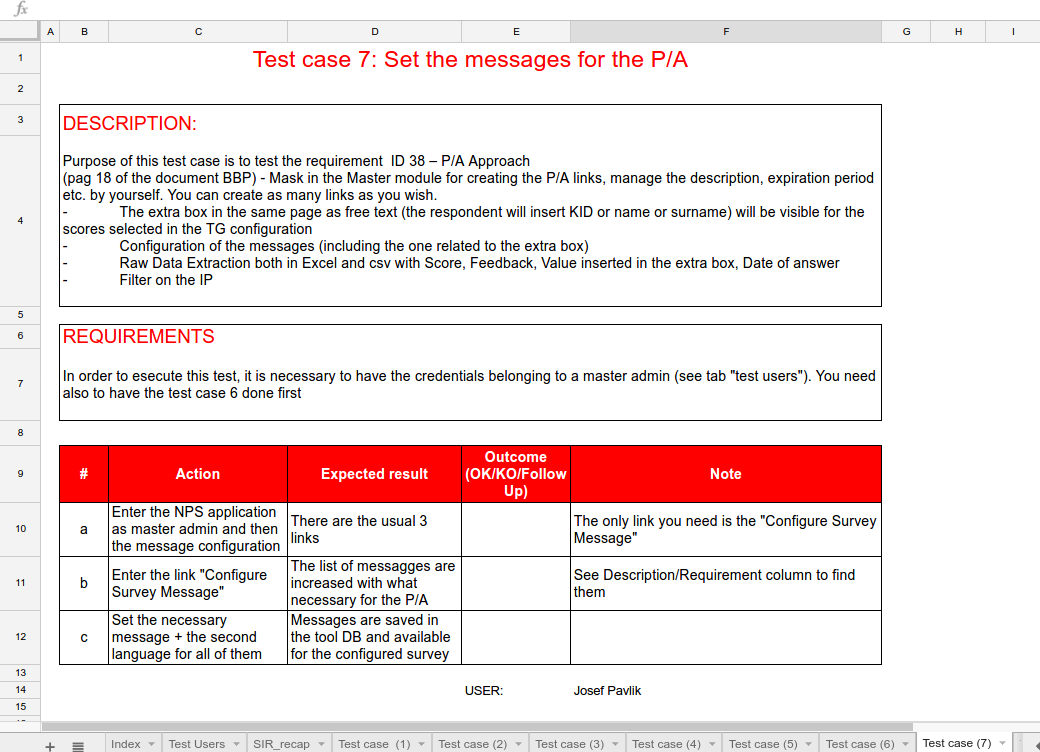 fx
A B C D E F G H I
1 Test case 7: Set the messages for the P/A
2
3 DESCRIPTION:
Purpose of this test case is to test the requirement  ID 38 – P/A Approach
(pag 18 of the document BBP) - Mask in the Master module for creating the P/A links, manage the description, expiration period
etc. by yourself. You can create as many links as you wish.
4 - The extra box in the same page as free text (the respondent will insert KID or name or surname) will be visible for the
scores selected in the TG configuration
- Configuration of the messages (including the one related to the extra box)
- Raw Data Extraction both in Excel and csv with Score, Feedback, Value inserted in the extra box, Date of answer
- Filter on the IP
5
6 REQUIREMENTS
7 In order to esecute this test, it is necessary to have the credentials belonging to a master admin (see tab "test users"). You need
also to have the test case 6 done first
8
9 # Action Expected result Outcome
(OK/KO/Follow
Up) Note
10 a Enter the NPS application
as master admin and then
the message configuration
There are the usual 3
links
The only link you need is the "Configure Survey
Message"
11 b Enter the link "Configure
Survey Message"
The list of messagges are
increased with what
necessary for the P/A
See Description/Requirement column to find
them
12 c Set the necessary
message + the second
language for all of them
Messages are saved in
the tool DB and available
for the configured survey
13
14 USER: Josef Pavlik
15
+ Index Test Users SIR_recap Test case  (1) Test case (2) Test case (3) Test case (4) Test case (5) Test case (6) Test case (7)